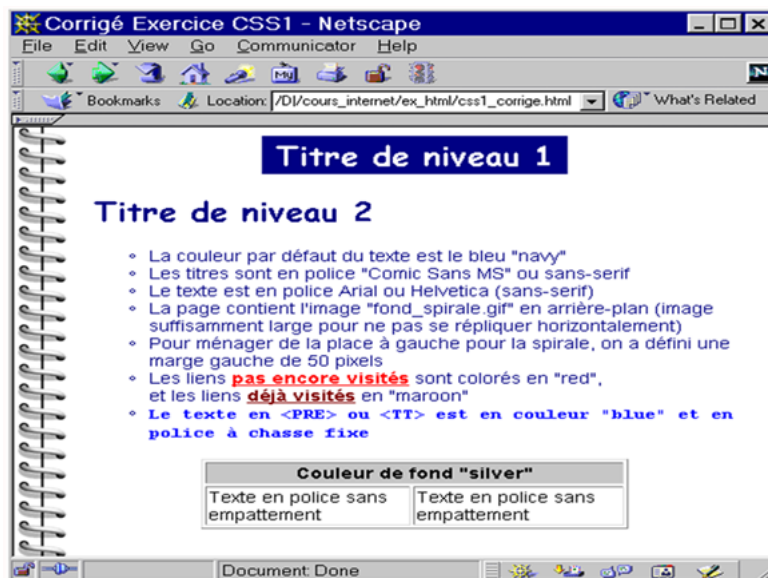 Corrigé Exercice CSS1 - Netscape
File Edit View Go Communicator Help
My
N
Bookmarks Location: /D|/cours_internet/ex_html/css1_corrige.html What's Related
Titre de niveau 1
Titre de niveau 2
La couleur par défaut du texte est le bleu "navy"
Les titres sont en police "Comic Sans MS" ou sans-serif
Le texte est en police Arial ou Helvetica (sans-serif)
La page contient l'image "fond_spirale.gif" en arrière-plan (image
suffisamment large pour ne pas se répliquer horizontalement)
Pour ménager de la place à gauche pour la spirale, on a défini une
marge gauche de 50 pixels
Les liens pas encore visités sont colorés en "red",
et les liens déjà visités en "maroon"
Le texte en <PRE> ou <TT> est en couleur "blue" et en
police à chasse fixe
Couleur de fond "silver"
Texte en police sans Texte en police sans
empattement empattement
Document: Done